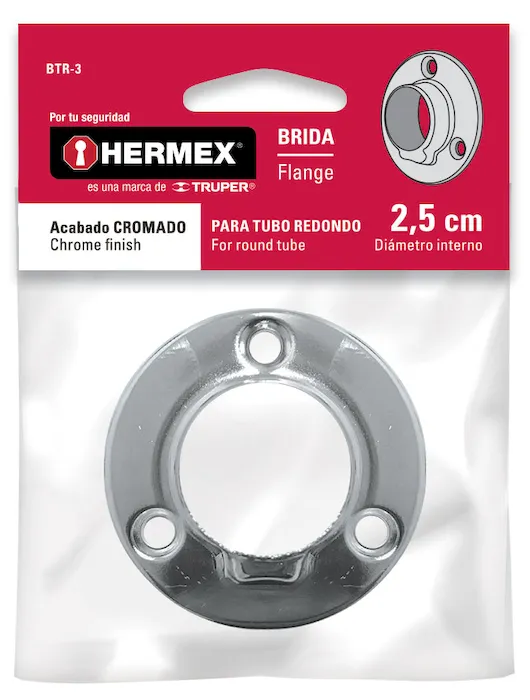 BTR-3
Por tu seguridad
HERMEX®
es una marca de TRUPER®
BRIDA
Flange
Acabado CROMADO
Chrome finish
PARA TUBO REDONDO
For round tube
2,5 cm
Diámetro interno